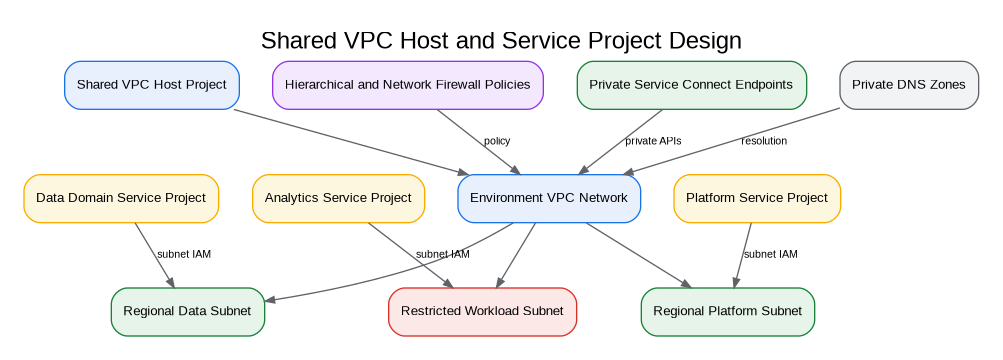 Shared VPC Host and Service Project Design
Shared VPC Host Project
Hierarchical and Network Firewall Policies
Private Service Connect Endpoints
Private DNS Zones
policy
private APIs
resolution
Data Domain Service Project
Analytics Service Project
Environment VPC Network
Platform Service Project
subnet IAM
subnet IAM
subnet IAM
Regional Data Subnet
Restricted Workload Subnet
Regional Platform Subnet